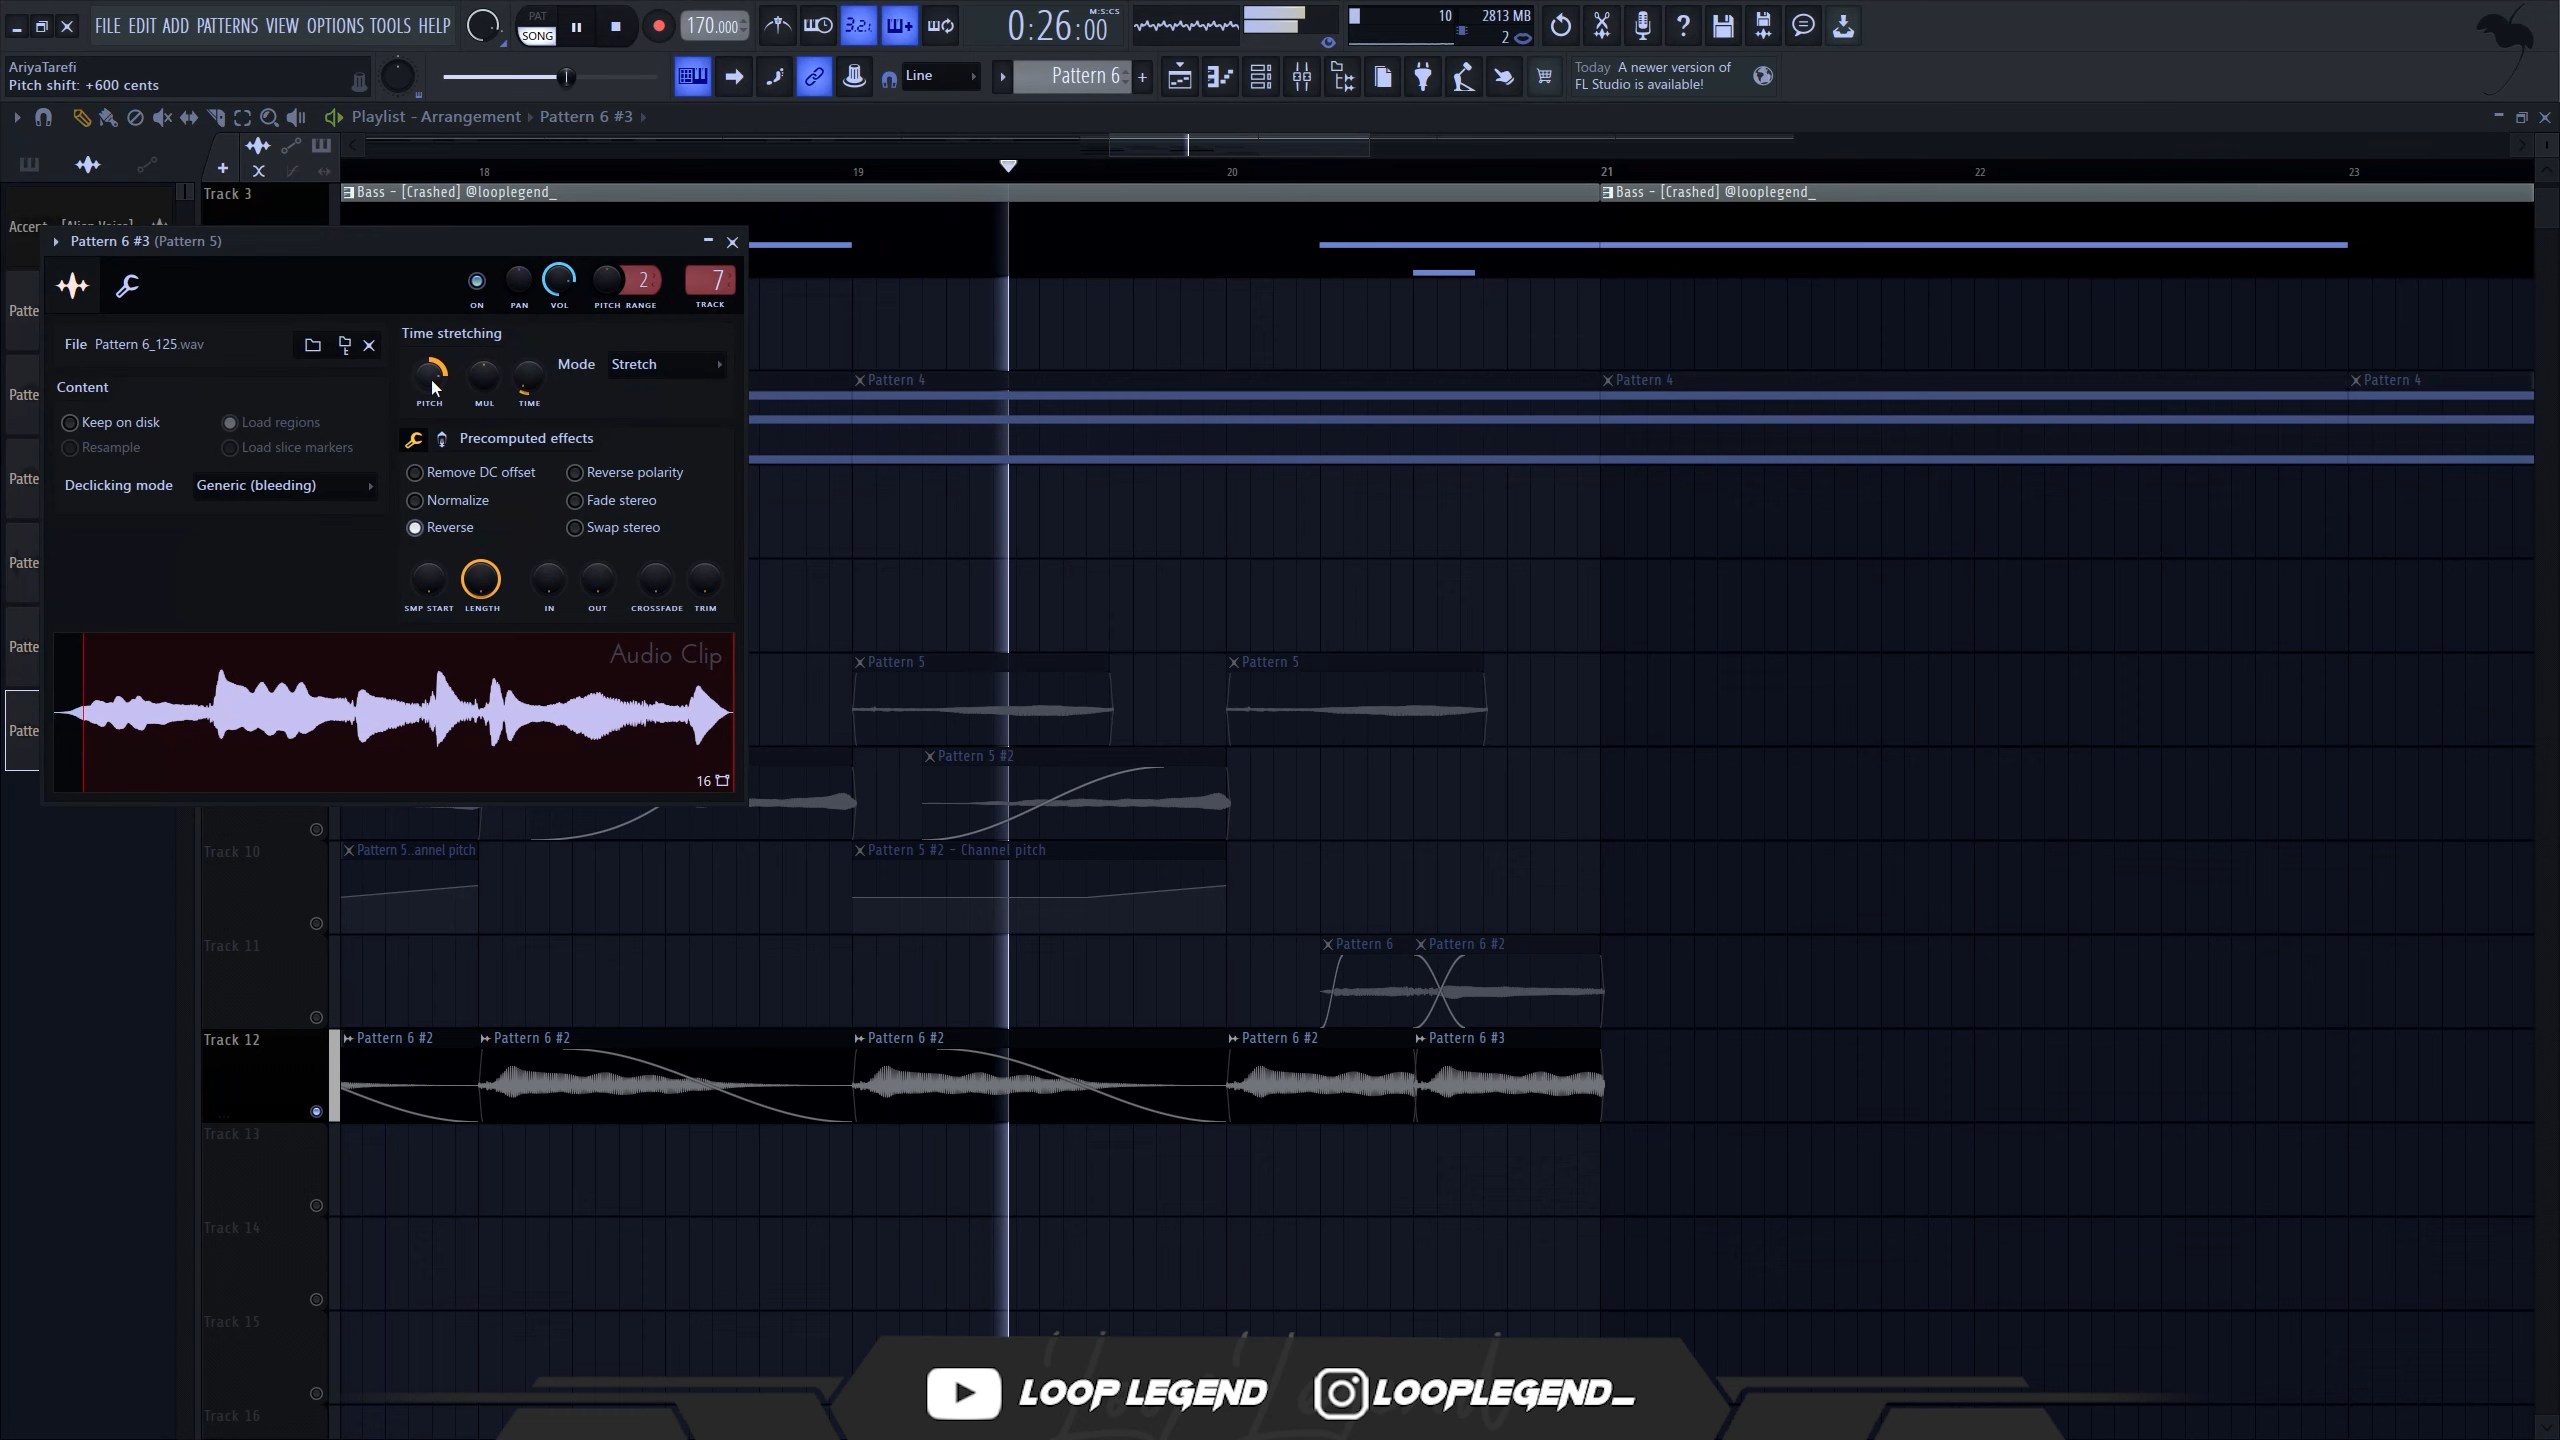 FILE EDIT ADD PATTERNS VIEW OPTIONS TOOLS HELP
PAT
SONG
170.000
3.2.
0:26:00
M:S:CS
10
2813 MB
2
AriyaTarefi
Pitch shift: +600 cents
Line
Pattern 6
Today A newer version of
FL Studio is available!
Playlist - Arrangement
Pattern 6 #3
18
19
20
21
22
23
Track 3
Bass - [Crashed] @looplegend_
Bass - [Crashed] @looplegend_
Patte
Patte
Patte
Patte
Patte
Patte
Pattern 6 #3 (Pattern 5)
2
7
ON
PAN
VOL
PITCH
RANGE
TRACK
File
Pattern 6_125.wav
Time stretching
Mode
Stretch
PITCH
MUL
TIME
Content
Keep on disk
Load regions
Resample
Load slice markers
Declicking mode
Generic (bleeding)
Precomputed effects
Remove DC offset
Reverse polarity
Normalize
Fade stereo
Reverse
Swap stereo
SMP START
LENGTH
IN
OUT
CROSSFADE
TRIM
Audio Clip
16
Pattern 4
Pattern 4
Pattern 4
Pattern 5
Pattern 5
Pattern 5 #2
Track 10
Pattern 5..annel pitch
Pattern 5 #2 - Channel pitch
Track 11
Pattern 6
Pattern 6 #2
Track 12
Pattern 6 #2
Pattern 6 #2
Pattern 6 #2
Pattern 6 #2
Pattern 6 #3
Track 13
Track 14
Track 15
Track 16
LOOP LEGEND
LOOPLEGEND_